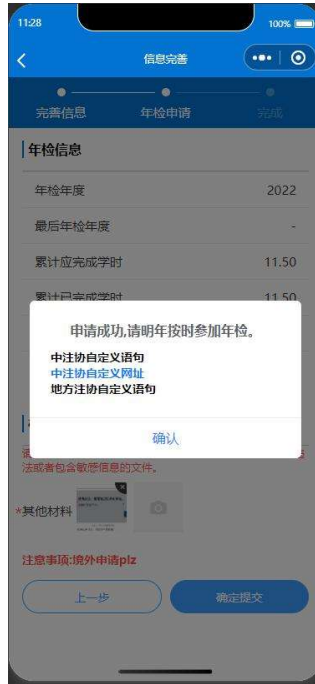 11:28
100%
信息完善
完善信息
年检申请
完成
年检信息
年检年度
2022
最后年检年度
-
累计应完成学时
11.50
累计已完成学时
11.50
申请成功,请明年按时参加年检。
中注协自定义语句
中注协自定义网址
地方注协自定义语句
确认
法或者包含敏感信息的文件。
*其他材料
注意事项:境外申请plz
上一步
确定提交